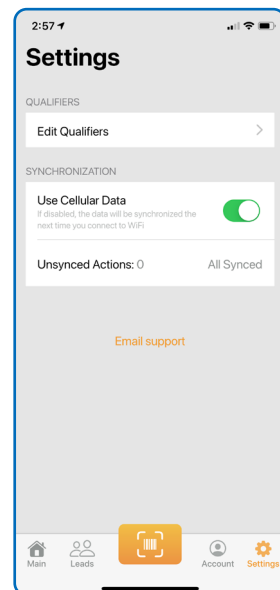 2:57
Settings
QUALIFIERS
Edit Qualifiers
SYNCHRONIZATION
Use Cellular Data
If disabled, the data will be synchronized the
next time you connect to WiFi
Unsynced Actions: 0 All Synced
Email support
Main Leads Account Settings